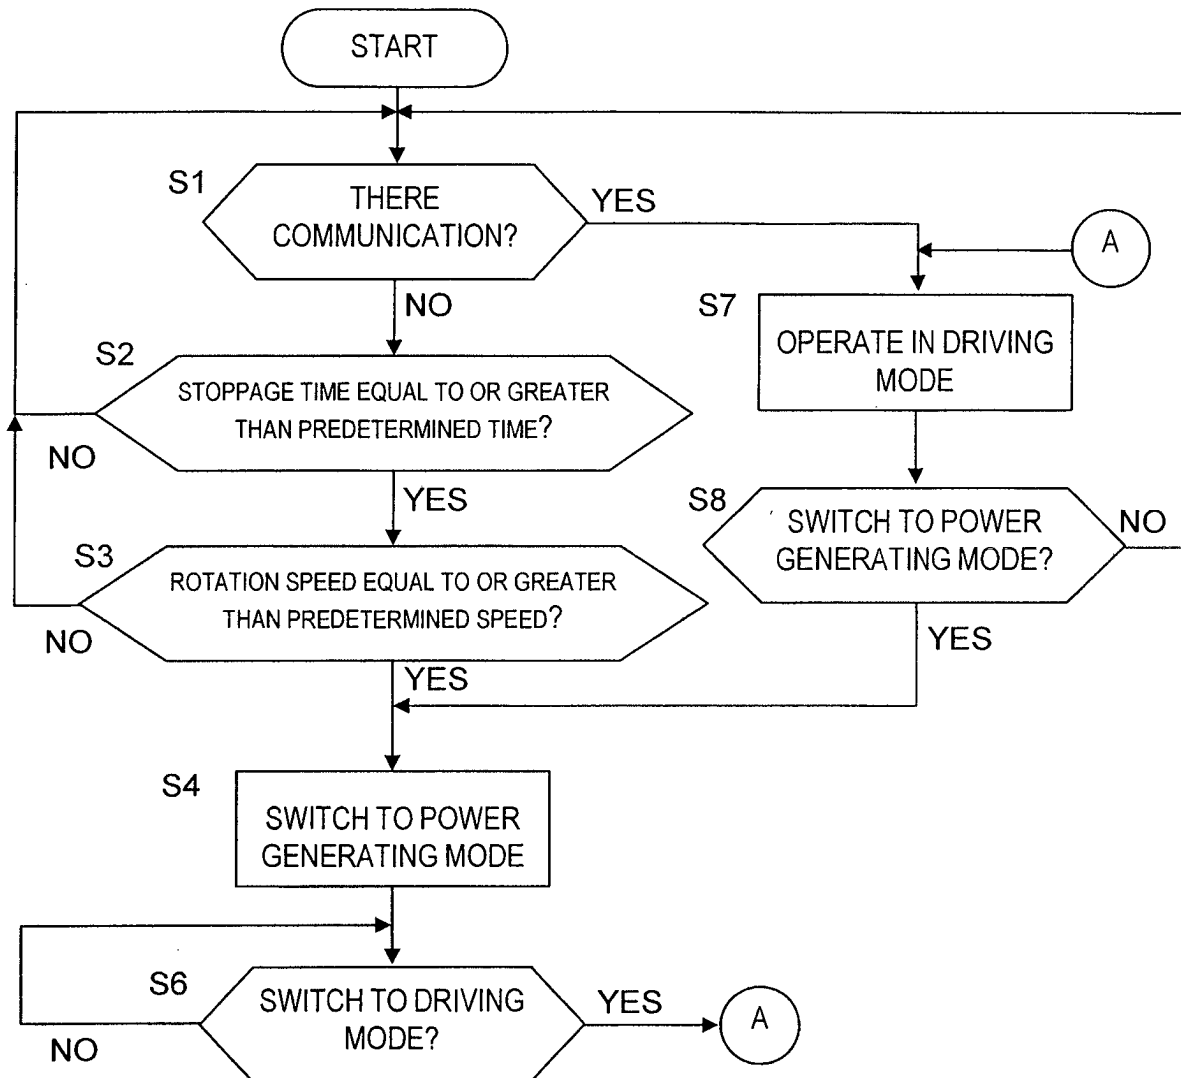 START
S1
THERE
COMMUNICATION?
YES
A
NO
S7
OPERATE IN DRIVING
MODE
S2
STOPPAGE TIME EQUAL TO OR GREATER
THAN PREDETERMINED TIME?
NO
YES
S8
SWITCH TO POWER
GENERATING MODE?
NO
S3
ROTATION SPEED EQUAL TO OR GREATER
THAN PREDETERMINED SPEED?
NO
YES
YES
S4
SWITCH TO POWER
GENERATING MODE
S6
SWITCH TO DRIVING
MODE?
YES
A
NO